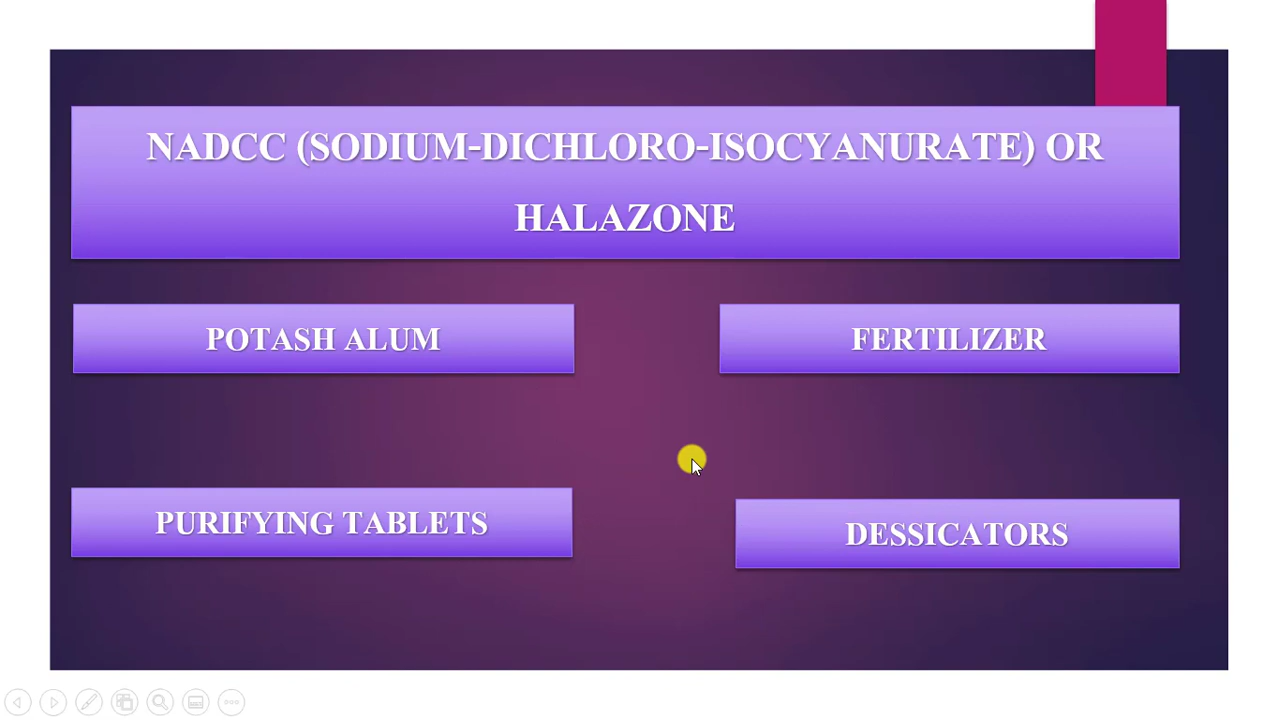 NADCC (SODIUM-DICHLORO-ISOCYANURATE) OR
HALAZONE
POTASH ALUM
FERTILIZER
PURIFYING TABLETS
DESSICATORS